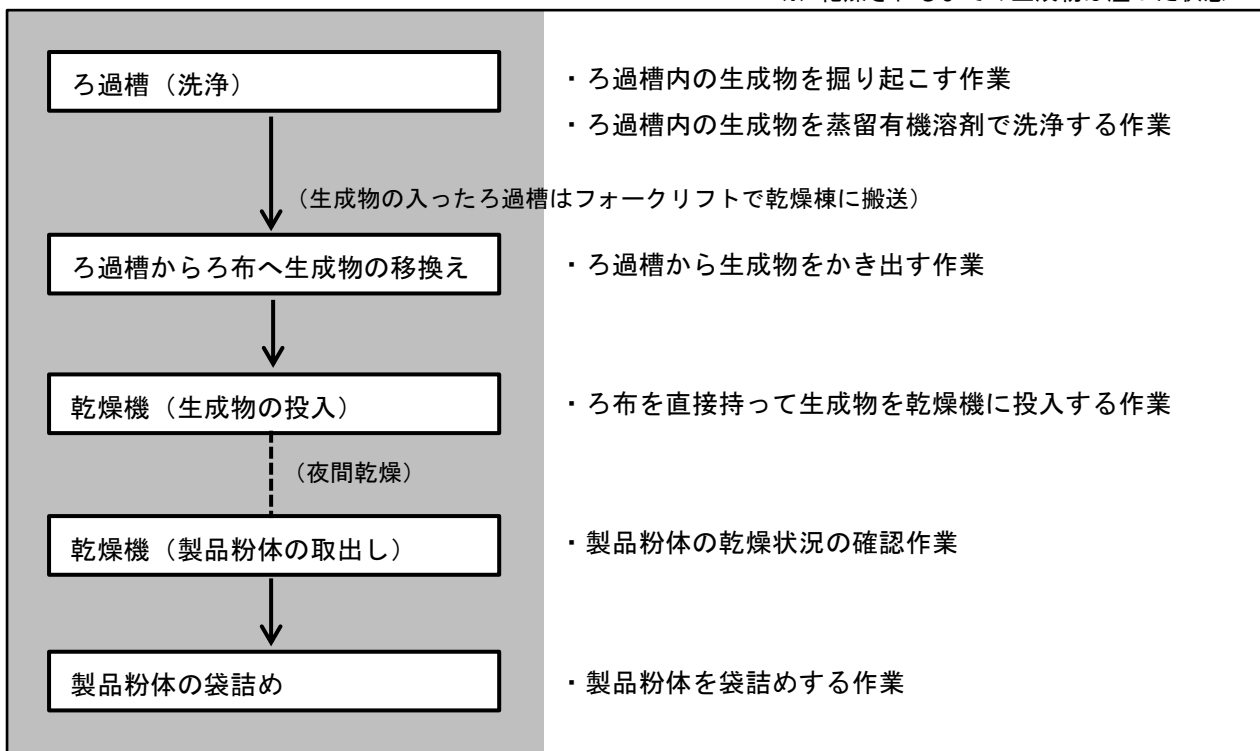 ろ過槽（洗浄）
・ろ過槽内の生成物を掘り起こす作業
・ろ過槽内の生成物を蒸留有機溶剤で洗浄する作業
（生成物の入ったろ過槽はフォークリフトで乾燥棟に搬送）
ろ過槽からろ布へ生成物の移換え
・ろ過槽から生成物をかき出す作業
乾燥機（生成物の投入）
・ろ布を直接持って生成物を乾燥機に投入する作業
（夜間乾燥）
乾燥機（製品粉体の取出し）
・製品粉体の乾燥状況の確認作業
製品粉体の袋詰め
・製品粉体を袋詰めする作業